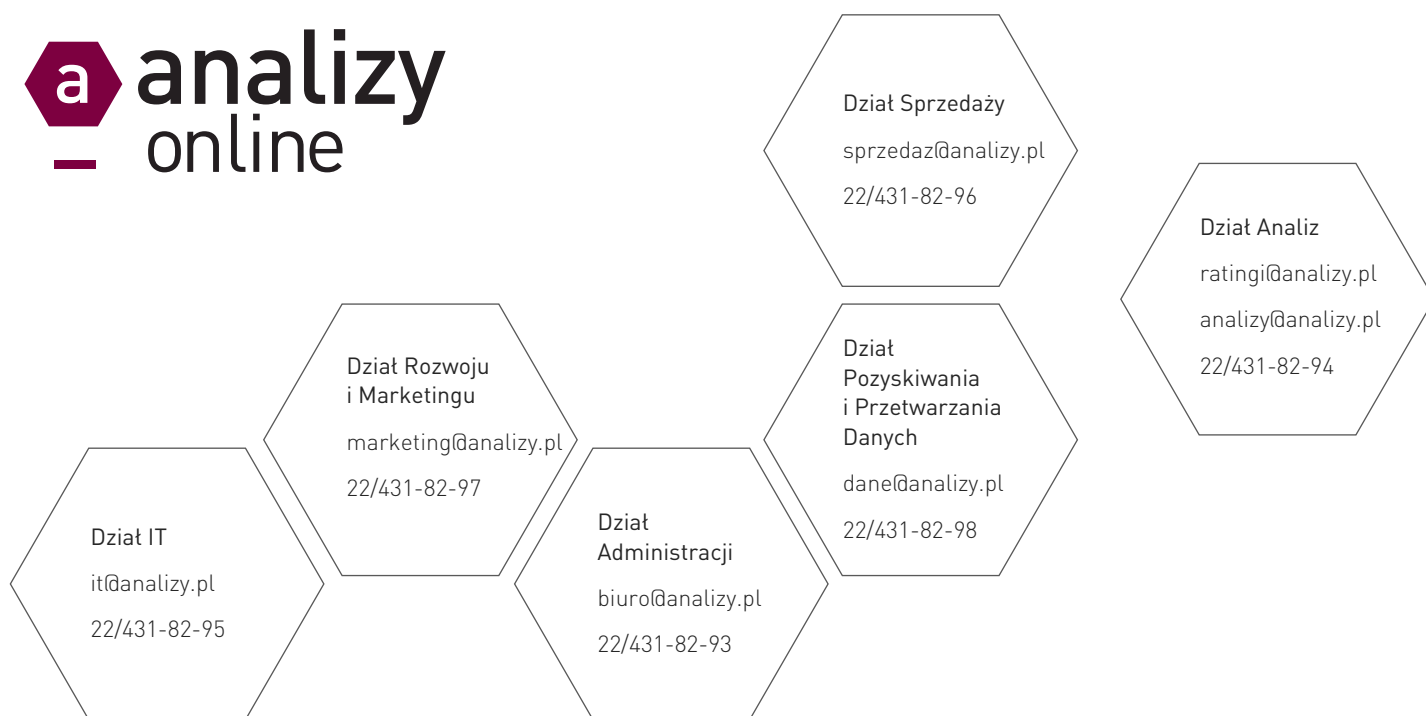 a
analizy
online
Dział Sprzedaży
sprzedaz@analizy.pl
22/431-82-96
Dział Analiz
ratingi@analizy.pl
analizy@analizy.pl
22/431-82-94
Dział Rozwoju
i Marketingu
marketing@analizy.pl
22/431-82-97
Dział
Pozyskiwania
i Przetwarzania
Danych
dane@analizy.pl
22/431-82-98
Dział IT
it@analizy.pl
22/431-82-95
Dział
Administracji
biuro@analizy.pl
22/431-82-93